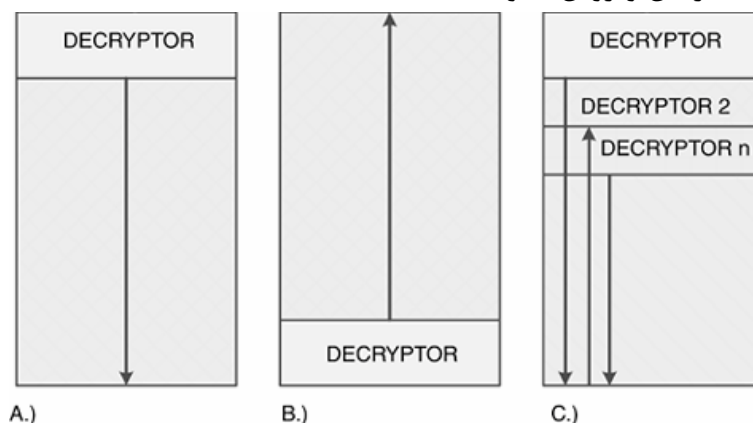 DECRYPTOR
DECRYPTOR
DECRYPTOR 2
DECRYPTOR n
DECRYPTOR
A.)
B.)
C.)